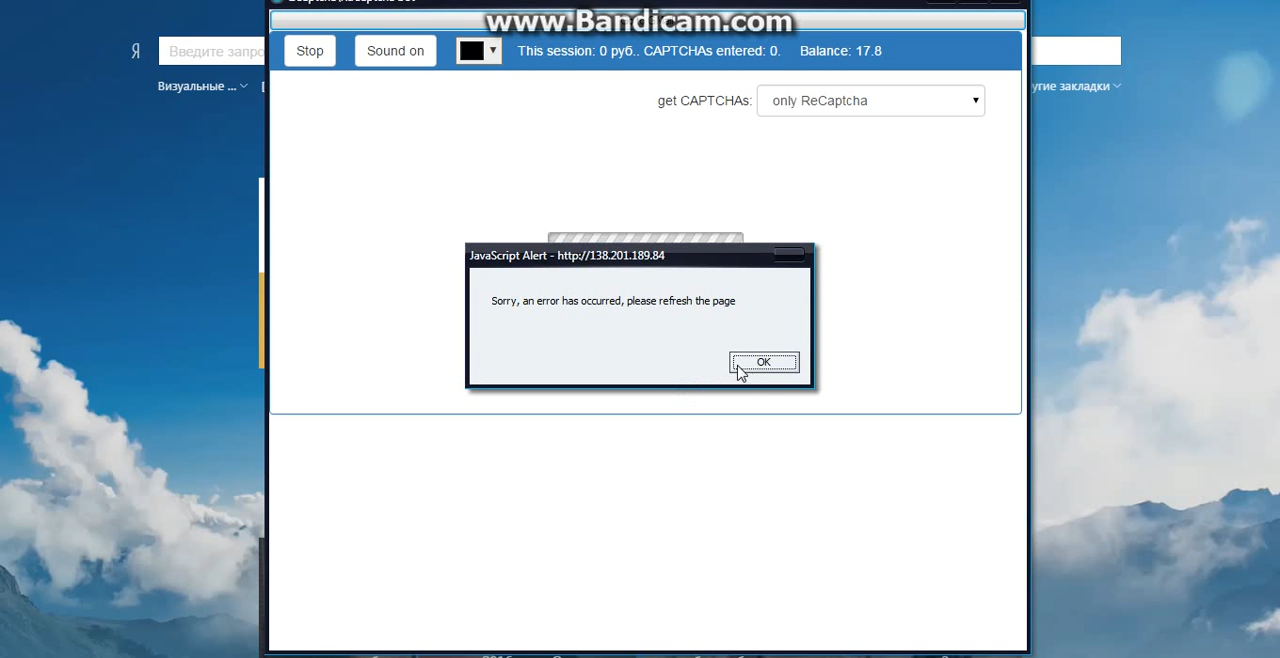 www.Bandicam.com
Я
Введите запро
Stop
Sound on
This session: 0 руб.. CAPTCHAs entered: 0. Balance: 17.8
Визуальные ...
угие закладки
get CAPTCHAs:
only ReCaptcha
JavaScript Alert - http://138.201.189.84
Sorry, an error has occurred, please refresh the page
OK